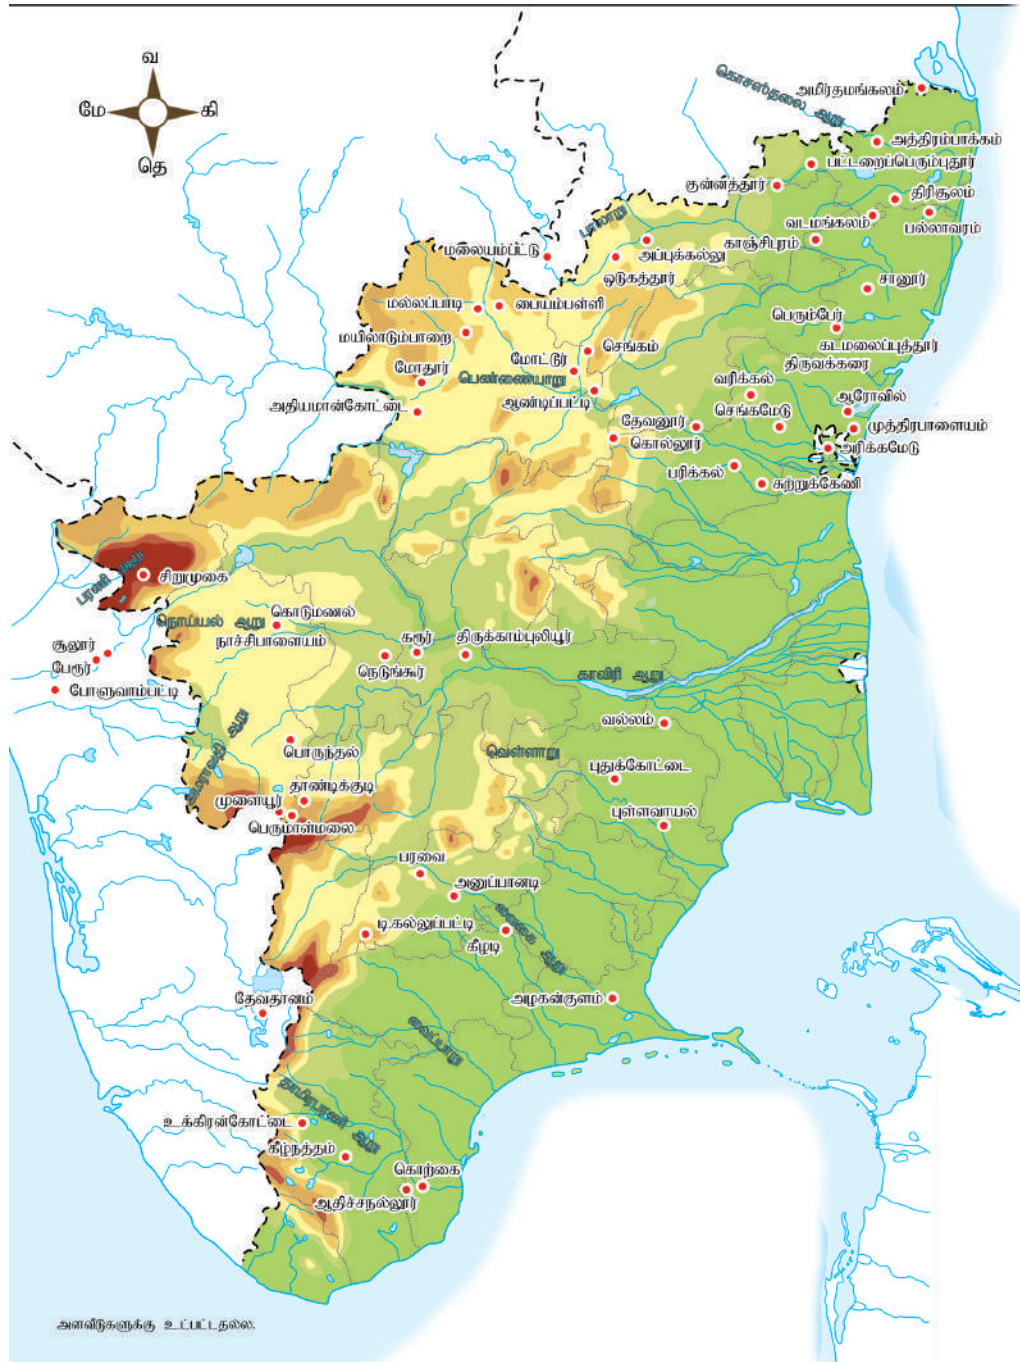 வ
மே
கி
தெ
கொசஸ்தலை ஆறு
அமிர்தமங்கலம்
அத்திரம்பாக்கம்
பட்டறைப்பெரும்புதூர்
குன்னத்தூர்
திரிசூலம்
வடமங்கலம்
பல்லாவரம்
பாலாறு
காஞ்சிபுரம்
அப்புக்கல்லு
மலையம்பட்டு
ஒடுகத்தூர்
சானூர்
மல்லப்பாடி
பையம்பள்ளி
பெரும்பேர்
மயிலாடும்பாறை
கடமலைப்புத்தூர்
செங்கம்
மோட்டூர்
திருவக்கரை
மோதூர்
பெண்ணையாறு
வரிக்கல்
ஆரோவில்
அதியமான்கோட்டை
ஆண்டிப்பட்டி
செங்கமேடு
தேவனூர்
முத்திரபாளையம்
கொல்லூர்
அரிக்கமேடு
பரிக்கல்
சுற்றுக்கேணி
சிறுமுகை
கொடுமணல்
நொய்யல் ஆறு
நாச்சிபாளையம்
கரூர்
திருக்காம்புலியூர்
சூலூர்
பேரூர்
நெடுங்கூர்
காவிரி ஆறு
போளுவாம்பட்டி
வல்லம்
அமராவதி ஆறு
பொருந்தல்
வெள்ளாறு
புதுக்கோட்டை
தாண்டிக்குடி
முளையூர்
புள்ளவாயல்
பெருமாள்மலை
பரவை
அனுப்பானடி
டி.கல்லுப்பட்டி
வைகை ஆறு
கீழடி
தேவதானம்
அழகன்குளம்
வைப்பாறு
தாமிரபரணி ஆறு
உக்கிரன்கோட்டை
கீழ்நத்தம்
கொற்கை
ஆதிச்சநல்லூர்
அளவீடுகளுக்கு உட்பட்டதல்ல.